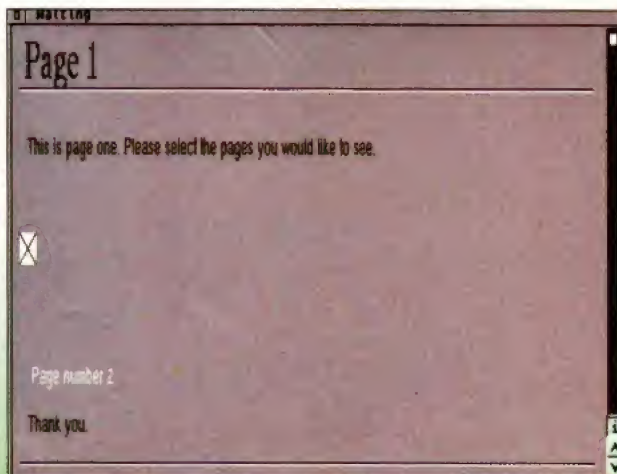 Waiting
Page 1
This is page one. Please select the pages you would like to see.
Page number 2
Thank you.